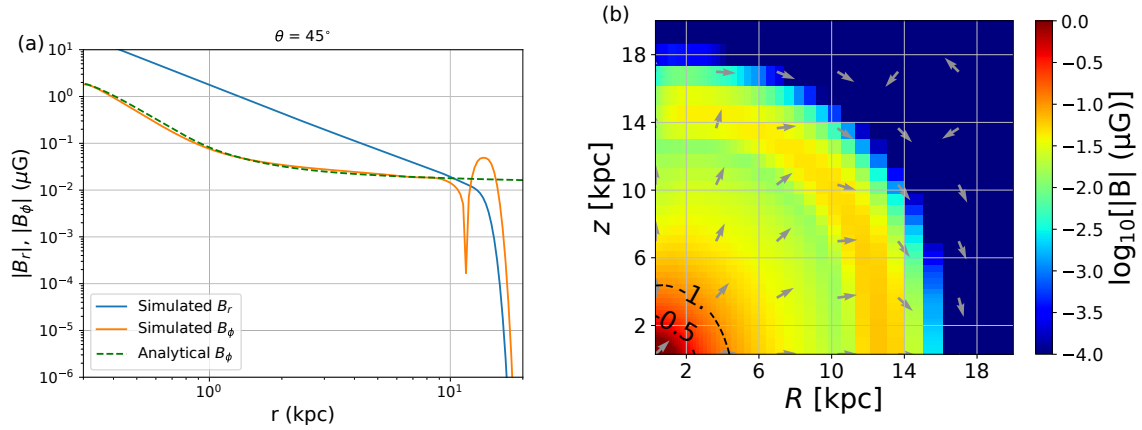 (a)
θ = 45°
10¹
10⁰
10⁻¹
10⁻²
10⁻³
10⁻⁴
10⁻⁵
10⁻⁶
|B_r|, |B_ϕ| (μG)
Simulated B_r
Simulated B_ϕ
Analytical B_ϕ
10⁰
10¹
r (kpc)
(b)
18
14
10
6
2
z [kpc]
-1.
-0.5
2
6
10
14
18
R [kpc]
0.0
−0.5
−1.0
−1.5
−2.0
−2.5
−3.0
−3.5
−4.0
log₁₀[|B| (μG)]